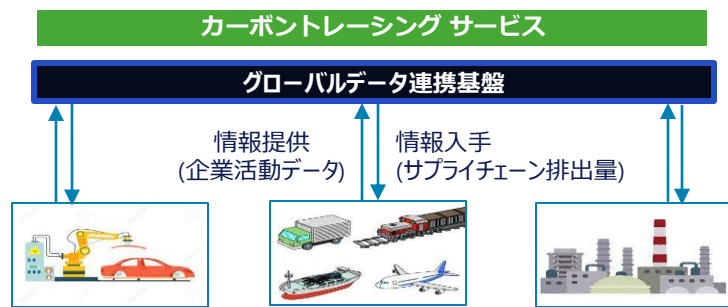 カーボントレーシング サービス
グローバルデータ連携基盤
情報提供
(企業活動データ)
情報入手
(サプライチェーン排出量)